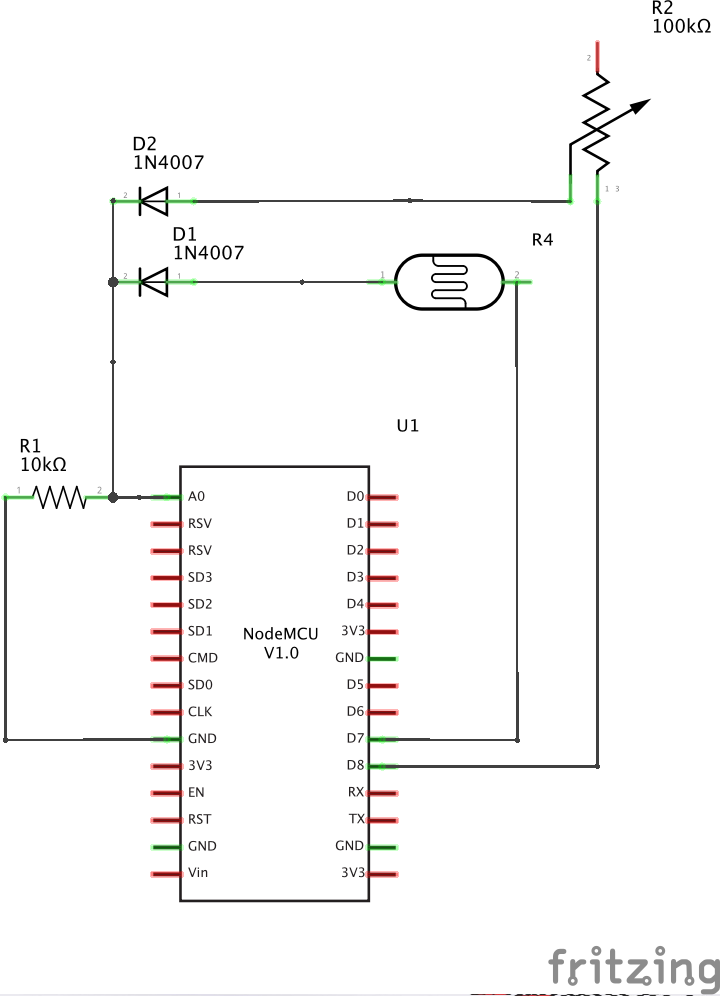 R2
100kΩ
2
D2
1N4007
2 1
1 3
D1
1N4007
R4
2 1
1 2
U1
R1
10kΩ
1 2
A0 D0
RSV D1
RSV D2
SD3 D3
SD2 D4
SD1 3V3
NodeMCU
V1.0
CMD GND
SD0 D5
CLK D6
GND D7
3V3 D8
EN RX
RST TX
GND GND
Vin 3V3
fritzing